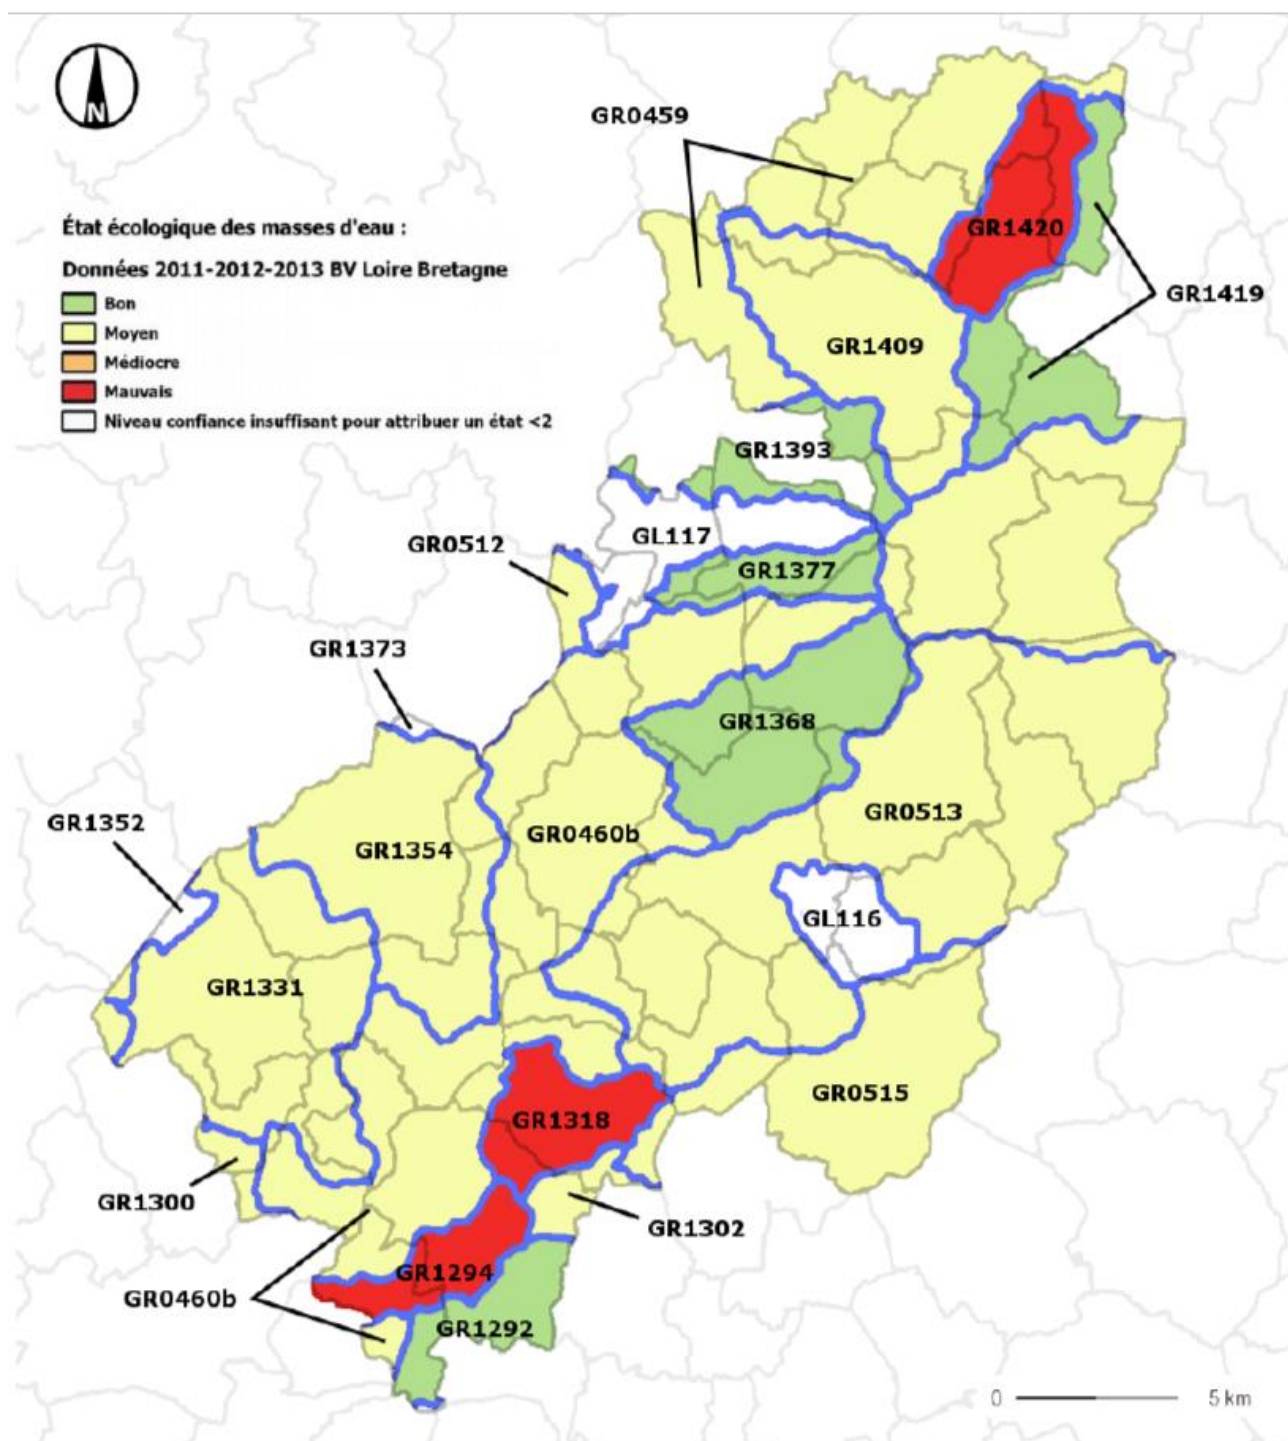 N
GR0459
État écologique des masses d'eau :
Données 2011-2012-2013 BV Loire Bretagne
Bon
Moyen
Médiocre
Mauvais
Niveau confiance insuffisant pour attribuer un état <2
GR1420
GR1419
GR1409
GR1393
GL117
GR0512
GR1377
GR1373
GR1368
GR0513
GR1352
GR0460b
GR1354
GL116
GR1331
GR0515
GR1318
GR1300
GR1302
GR1294
GR0460b
GR1292
0 5 km